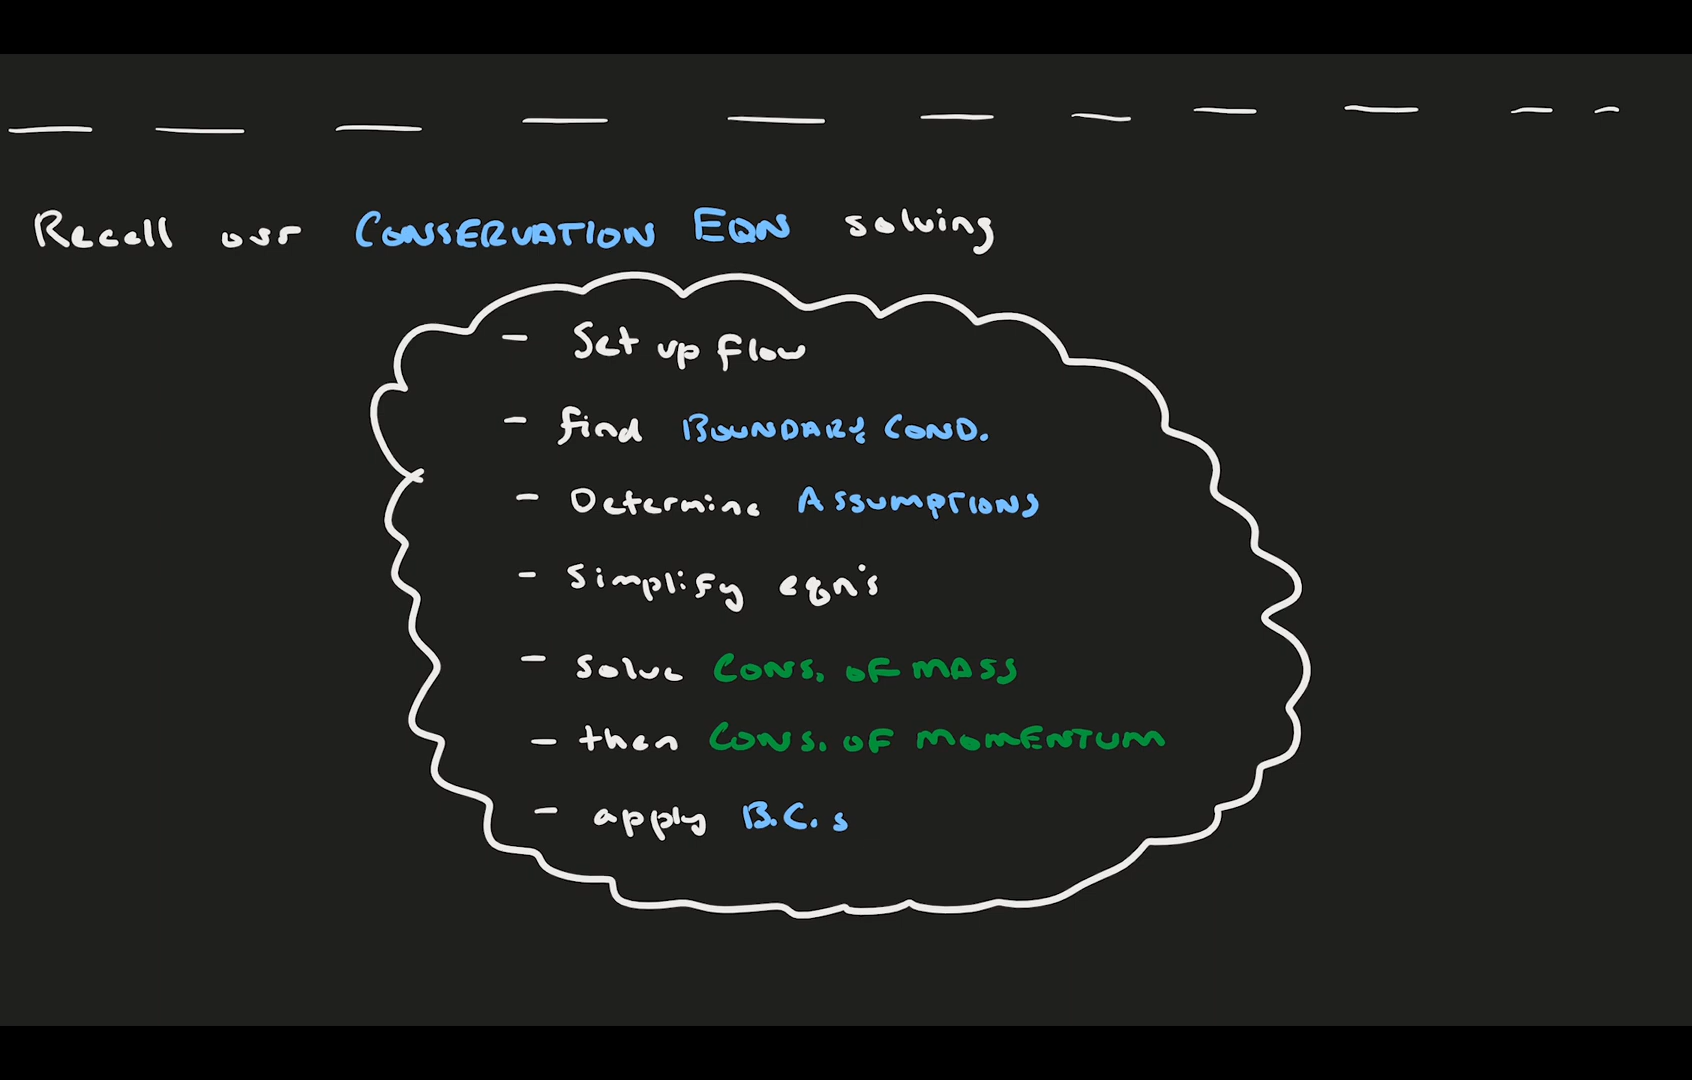 Recall our CONSERVATION EQN solving
- Set up flow
- find BOUNDARY COND.
- Determine ASSUMPTIONS
- Simplify eqn's
- Solve CONS. OF MASS
- then CONS. OF MOMENTUM
- apply B.C.s